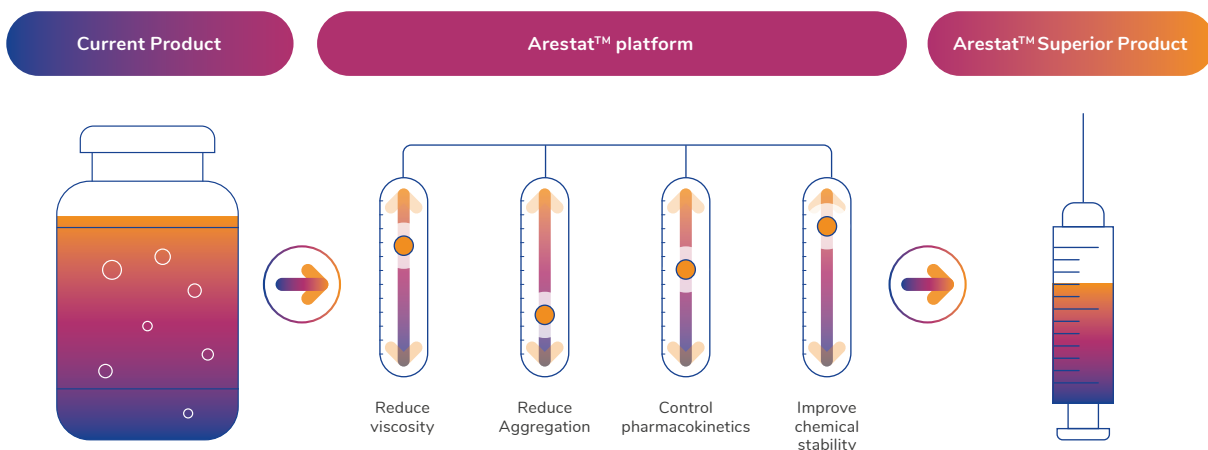 Current Product
Arestat™ platform
Arestat™ Superior Product
Reduce
viscosity
Reduce
Aggregation
Control
pharmacokinetics
Improve
chemical
stability